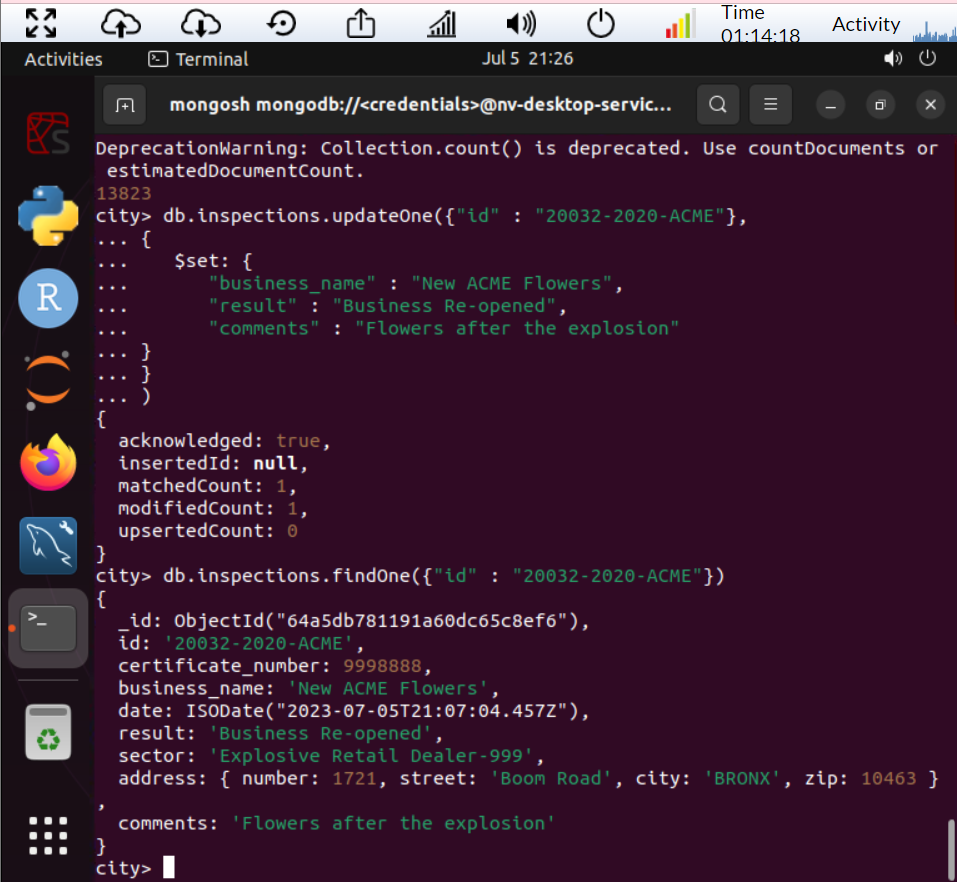 Time
01:14:18
Activity
Activities
Terminal
Jul 5 21:26
mongosh mongodb://<credentials>@nv-desktop-servic...
DeprecationWarning: Collection.count() is deprecated. Use countDocuments or
 estimatedDocumentCount.
13823
city> db.inspections.updateOne({"id" : "20032-2020-ACME"},
... {
...     $set: {
...        "business_name" : "New ACME Flowers",
...        "result" : "Business Re-opened",
...        "comments" : "Flowers after the explosion"
... }
... }
... )
{
  acknowledged: true,
  insertedId: null,
  matchedCount: 1,
  modifiedCount: 1,
  upsertedCount: 0
}
city> db.inspections.findOne({"id" : "20032-2020-ACME"})
{
  _id: ObjectId("64a5db781191a60dc65c8ef6"),
  id: '20032-2020-ACME',
  certificate_number: 9998888,
  business_name: 'New ACME Flowers',
  date: ISODate("2023-07-05T21:07:04.457Z"),
  result: 'Business Re-opened',
  sector: 'Explosive Retail Dealer-999',
  address: { number: 1721, street: 'Boom Road', city: 'BRONX', zip: 10463 }
,
  comments: 'Flowers after the explosion'
}
city>